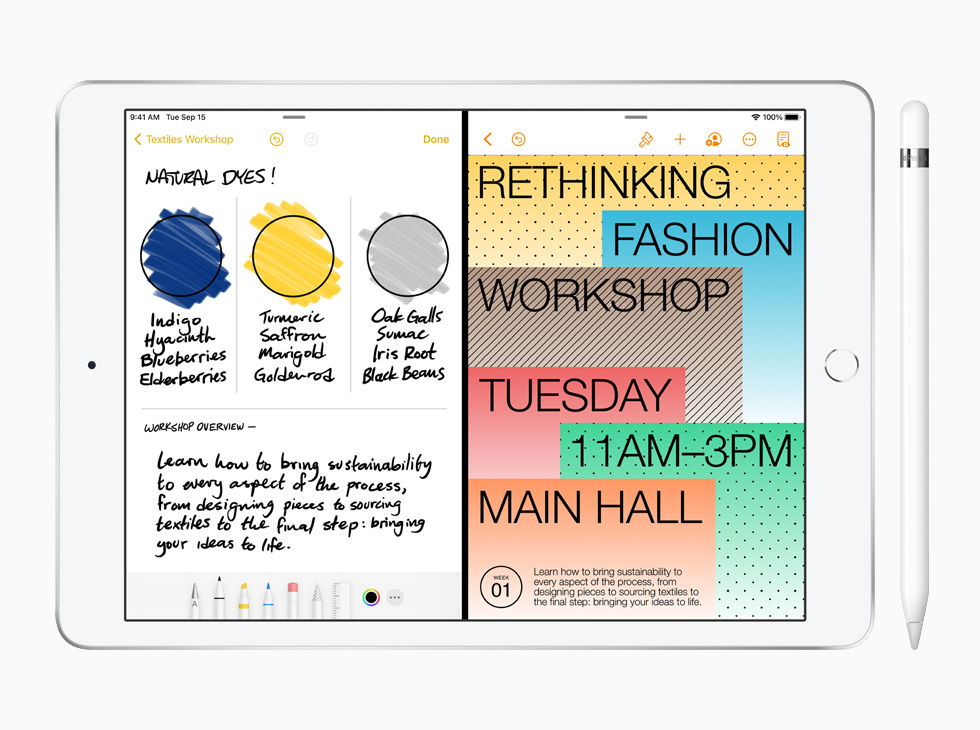 9:41 AM Tue Sep 15
Textiles Workshop
Done
NATURAL DYES!
Indigo
Hyacinth
Blueberries
Elderberries
Turmeric
Saffron
Marigold
Goldenrod
Oak Galls
Sumac
Iris Root
Black Beans
WORKSHOP OVERVIEW —
Learn how to bring sustainability
to every aspect of the process,
from designing pieces to sourcing
textiles to the final step: bringing
your ideas to life.
A
100%
RETHINKING
FASHION
WORKSHOP
TUESDAY
11AM–3PM
MAIN HALL
WEEK
01
Learn how to bring sustainability to
every aspect of the process, from
designing pieces to sourcing textiles to
the final step: bringing your ideas to life.